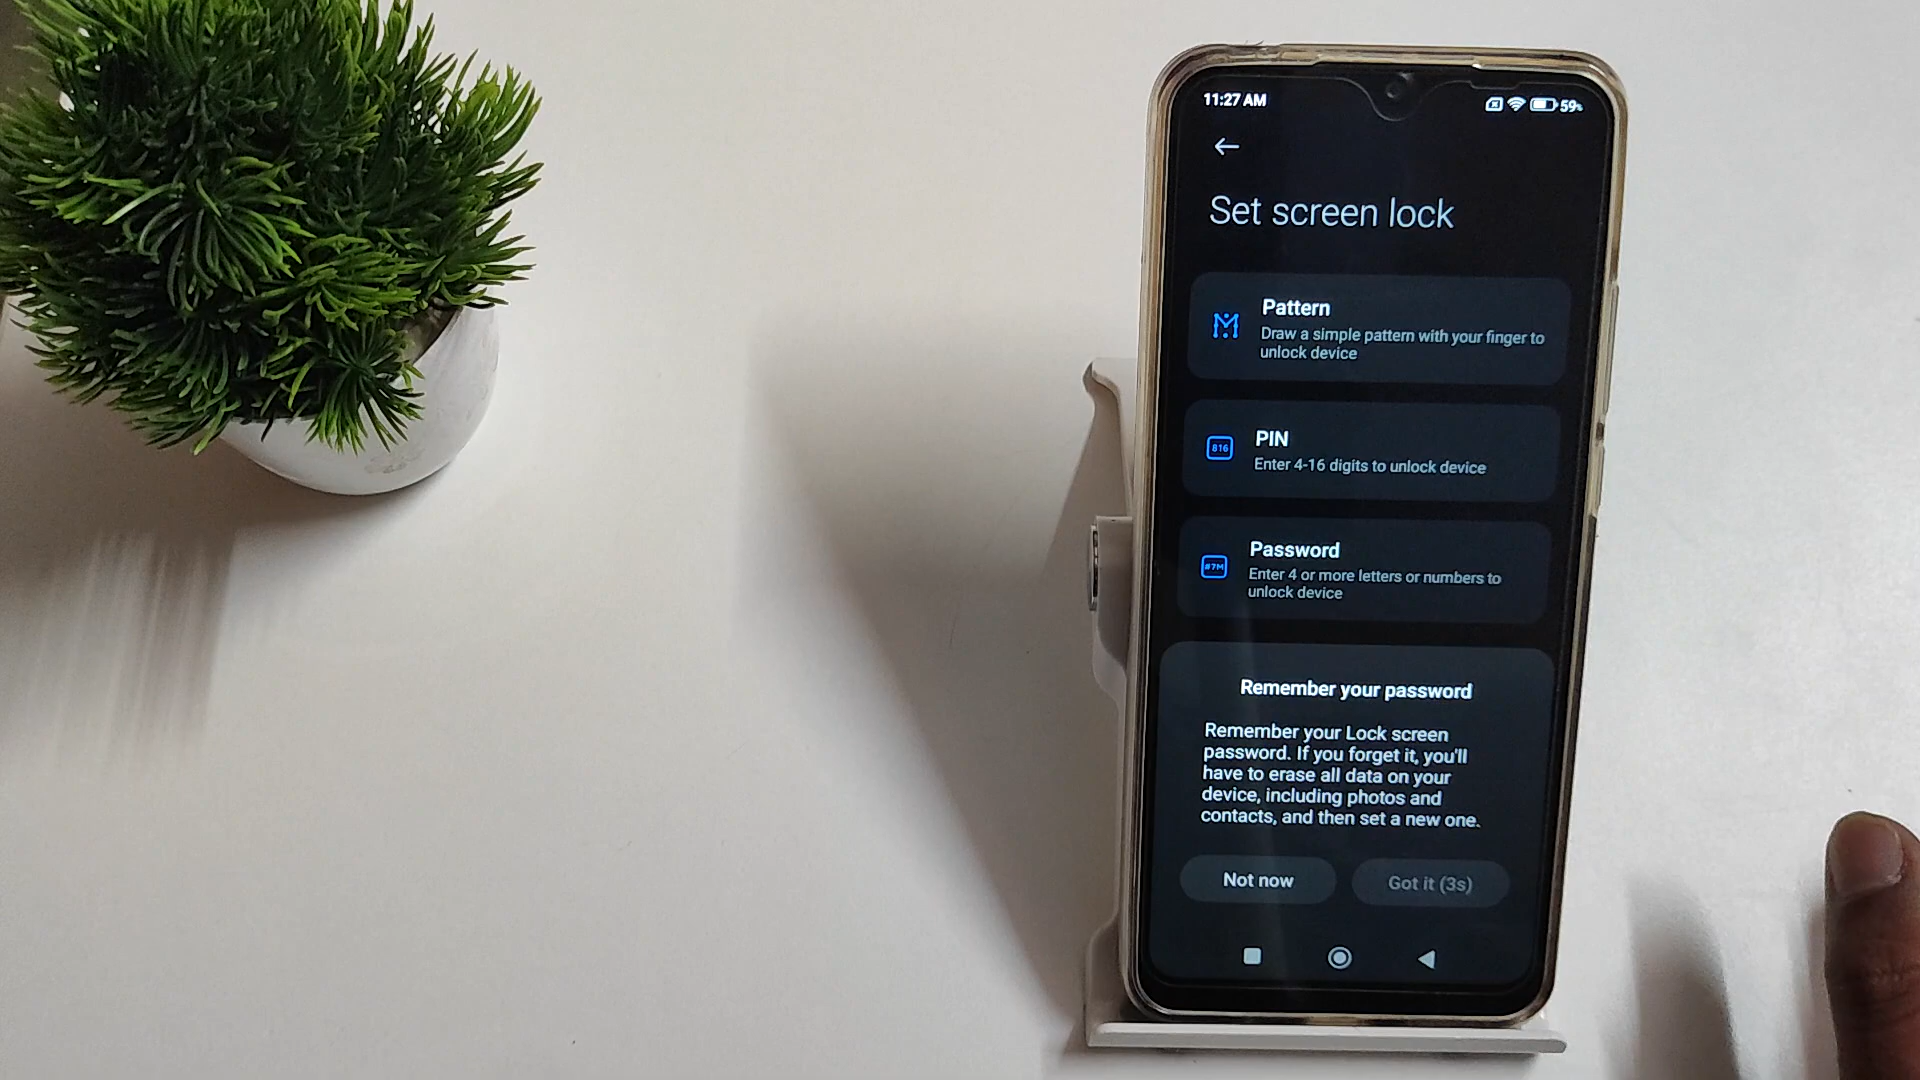 11:27 AM
59%
Set screen lock
Pattern
Draw a simple pattern with your finger to
unlock device
816
PIN
Enter 4-16 digits to unlock device
#7M
Password
Enter 4 or more letters or numbers to
unlock device
Remember your password
Remember your Lock screen
password. If you forget it, you'll
have to erase all data on your
device, including photos and
contacts, and then set a new one.
Not now
Got it (3s)